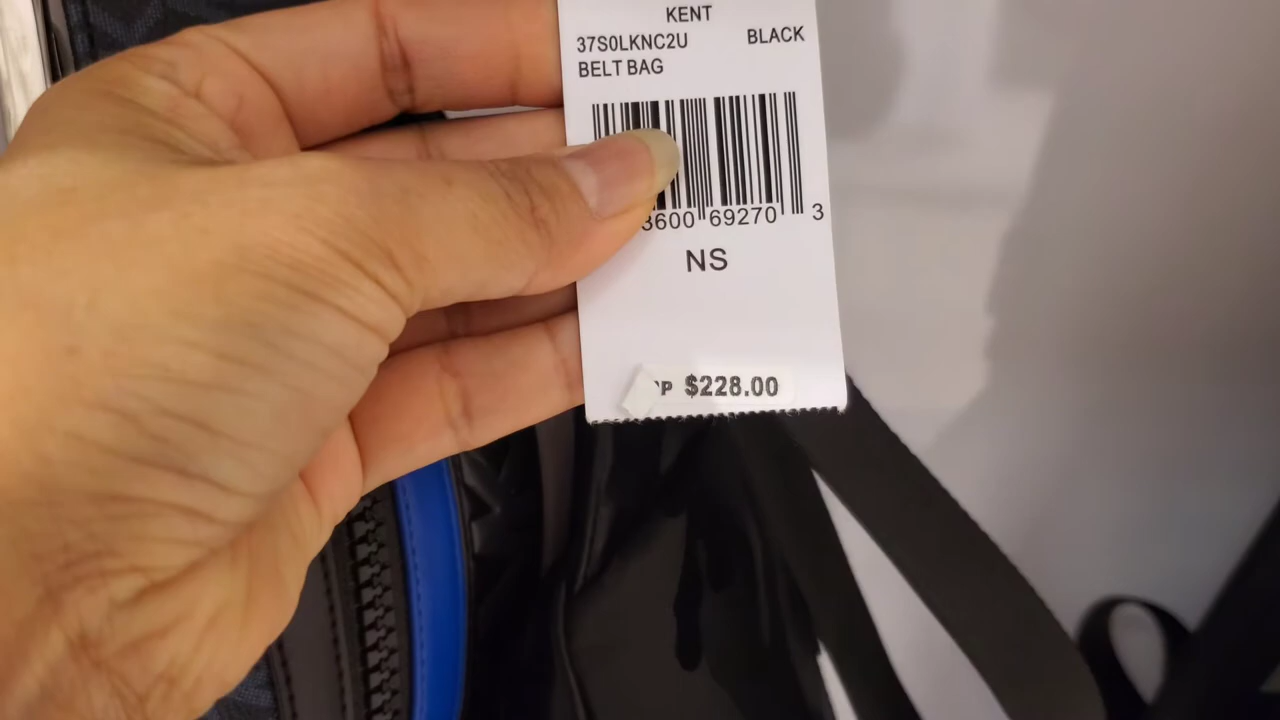 KENT
37S0LKNC2U BLACK
BELT BAG
3600 69270 3
NS
$228.00